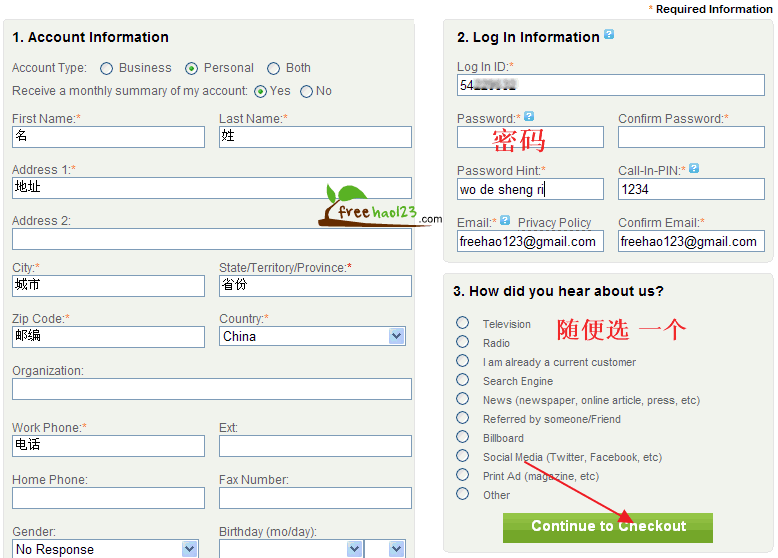 * Required Information
1. Account Information
Account Type: Business Personal Both
Receive a monthly summary of my account: Yes No
First Name:* Last Name:*
名 姓
Address 1:*
地址
freehao123.com
Address 2:
City:* State/Territory/Province:*
城市 省份
Zip Code:* Country:*
邮编 China
Organization:
Work Phone:* Ext:
电话
Home Phone: Fax Number:
Gender: Birthday (mo/day):
No Response
2. Log In Information ?
Log In ID:*
54
Password:* ? Confirm Password:*
密码
Password Hint:* Call-In-PIN:* ?
wo de sheng ri 1234
Email:* ? Privacy Policy Confirm Email:*
freehao123@gmail.com freehao123@gmail.com
3. How did you hear about us?
随便选 一个
Television
Radio
I am already a current customer
Search Engine
News (newspaper, online article, press, etc)
Referred by someone/Friend
Billboard
Social Media (Twitter, Facebook, etc)
Print Ad (magazine, etc)
Other
Continue to Checkout